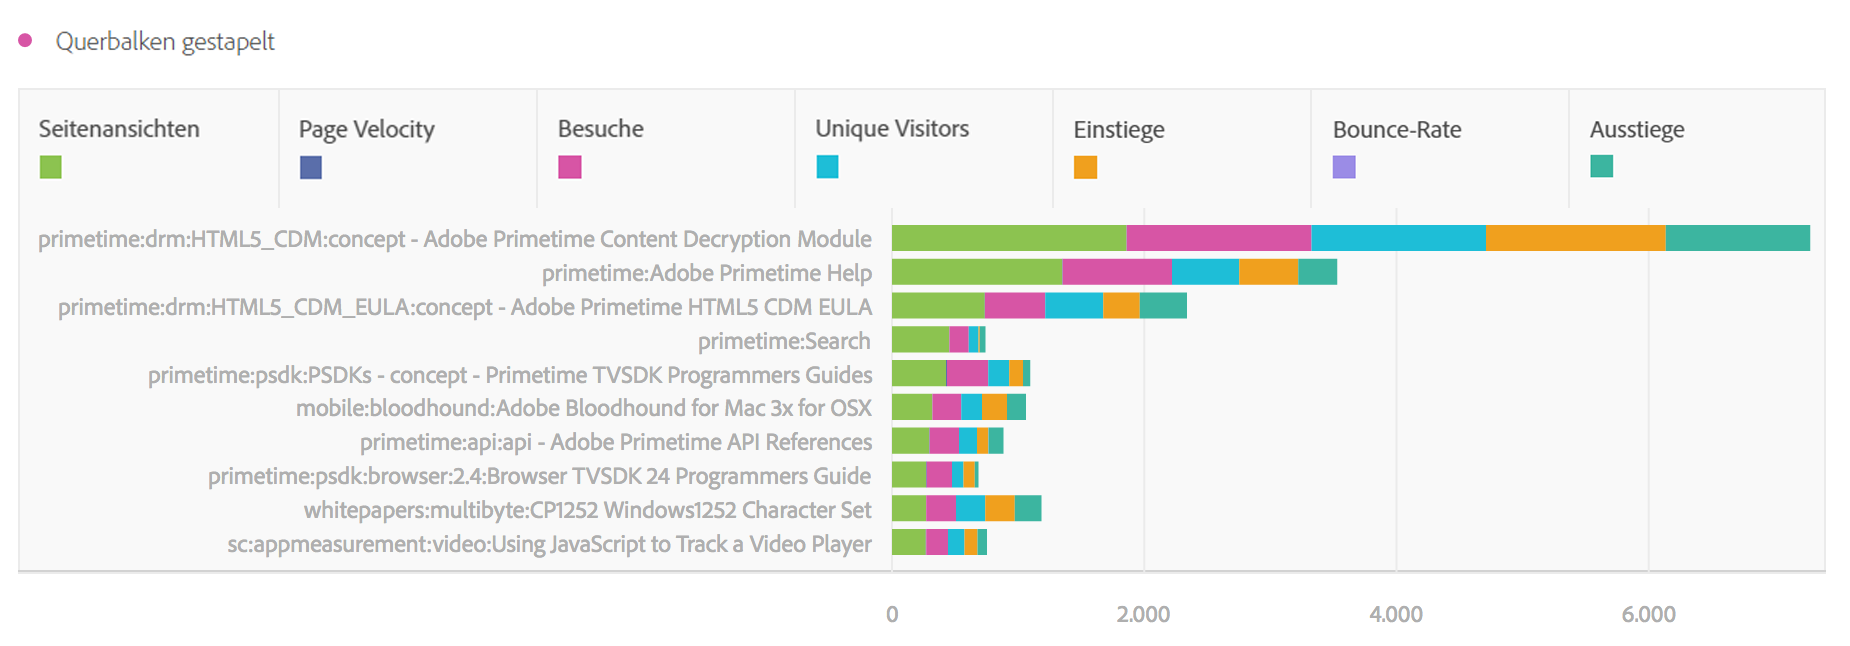 Querbalken gestapelt
Seitenansichten Page Velocity Besuche Unique Visitors Einstiege Bounce-Rate Ausstiege
primetime:drm:HTML5_CDM:concept - Adobe Primetime Content Decryption Module
primetime:Adobe Primetime Help
primetime:drm:HTML5_CDM_EULA:concept - Adobe Primetime HTML5 CDM EULA
primetime:Search
primetime:psdk:PSDKs - concept - Primetime TVSDK Programmers Guides
mobile:bloodhound:Adobe Bloodhound for Mac 3x for OSX
primetime:api:api - Adobe Primetime API References
primetime:psdk:browser:2.4:Browser TVSDK 24 Programmers Guide
whitepapers:multibyte:CP1252 Windows1252 Character Set
sc:appmeasurement:video:Using JavaScript to Track a Video Player
0 2.000 4.000 6.000